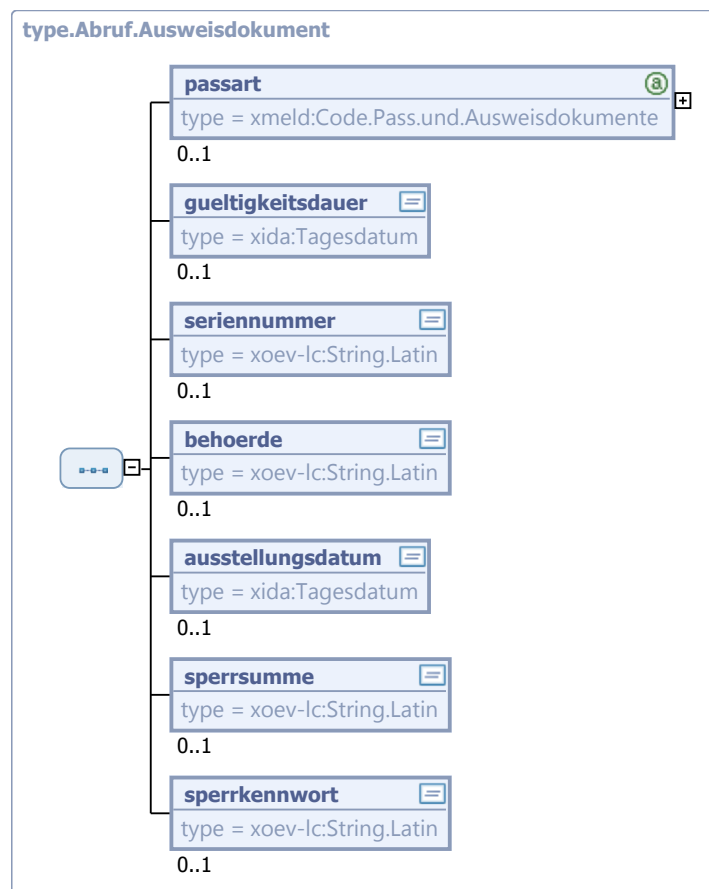 type.Abruf.Ausweisdokument
passart
type = xmeld:Code.Pass.und.Ausweisdokumente
0..1
gueltigkeitsdauer
type = xida:Tagesdatum
0..1
seriennummer
type = xoev-lc:String.Latin
0..1
behoerde
type = xoev-lc:String.Latin
0..1
ausstellungsdatum
type = xida:Tagesdatum
0..1
sperrsumme
type = xoev-lc:String.Latin
0..1
sperrkennwort
type = xoev-lc:String.Latin
0..1